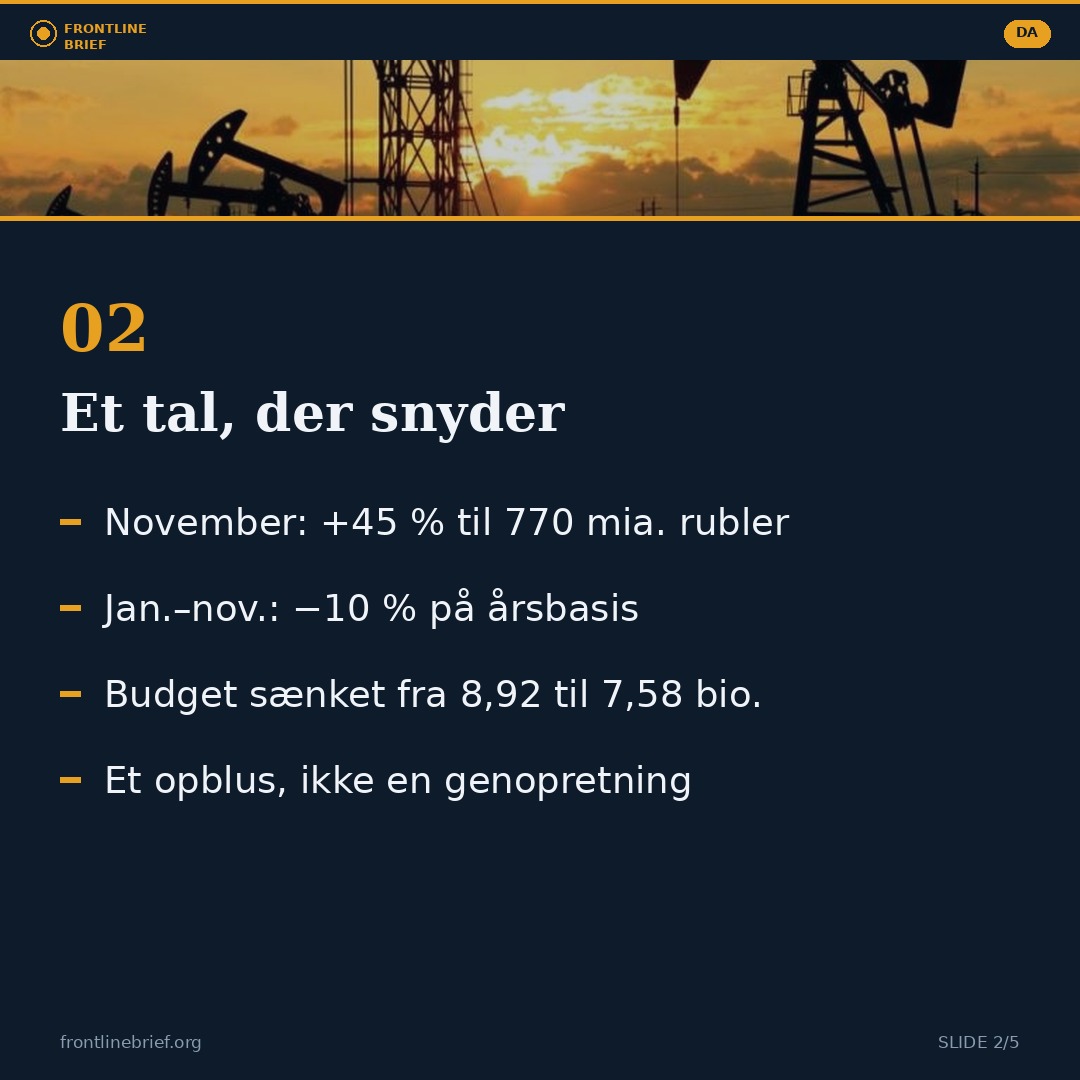 FRONTLINE
BRIEF
DA
02
Et tal, der snyder
November: +45 % til 770 mia. rubler
Jan.–nov.: −10 % på årsbasis
Budget sænket fra 8,92 til 7,58 bio.
Et opblus, ikke en genopretning
frontlinebrief.org
SLIDE 2/5